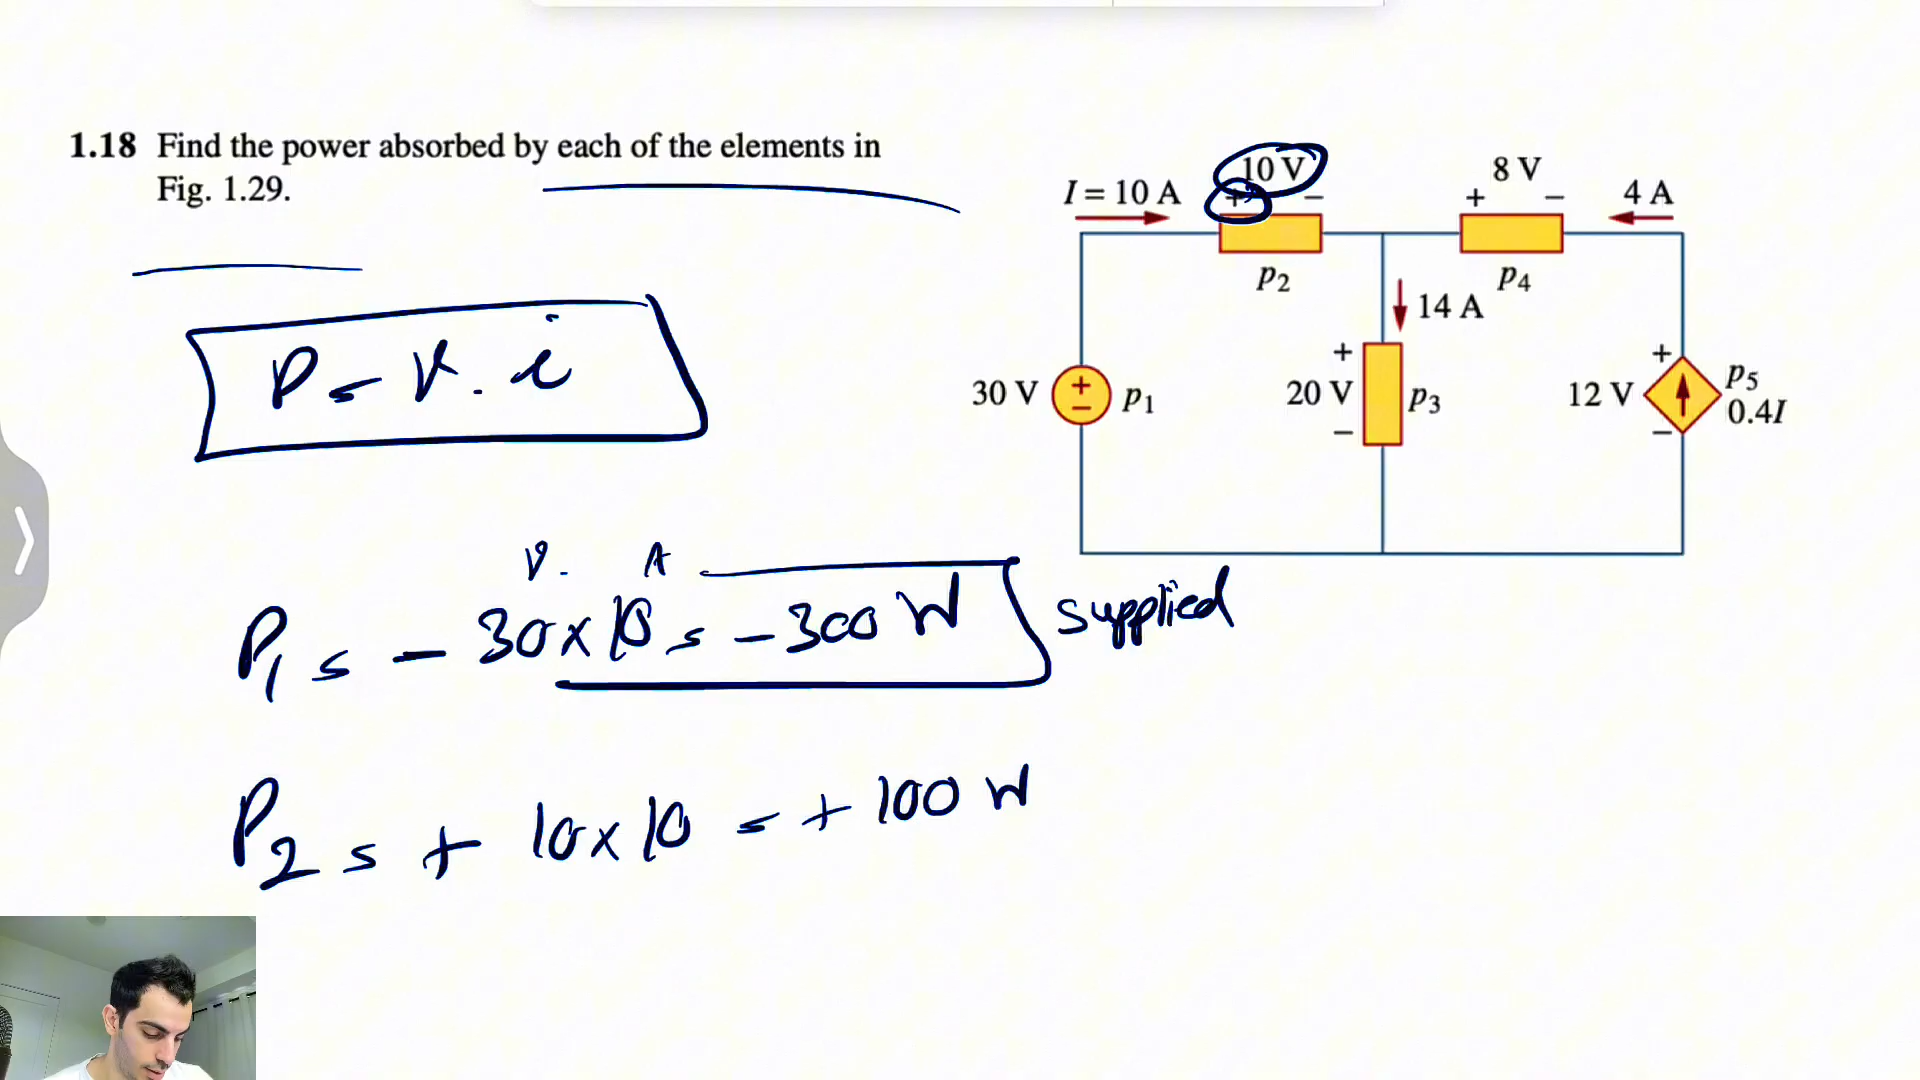 1.18 Find the power absorbed by each of the elements in
Fig. 1.29.
P = V . i
I = 10 A
10 V
+ −
p2
8 V
+ −
p4
4 A
14 A
30 V
+
−
p1
+
20 V
−
p3
+
12 V
−
p5
0.4I
V. A
P1 = − 30 x 10 = − 300 W supplied
P2 = + 10 x 10 = + 100 W